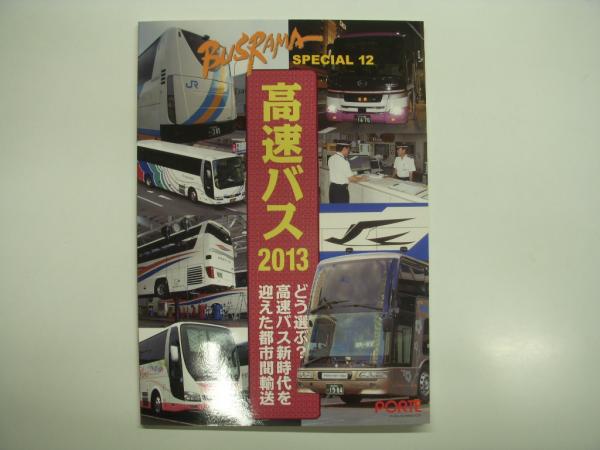 BUSRAMA
SPECIAL 12
高速バス
2013
どう選ぶ?
高速バス新時代を
迎えた都市間輸送
JR
PORTE